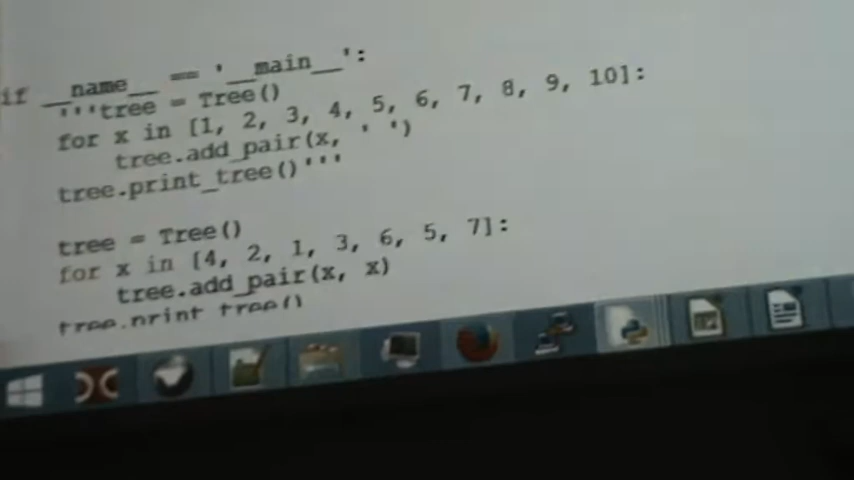 if __name__ == '__main__':
'''tree = Tree()
for x in [1, 2, 3, 4, 5, 6, 7, 8, 9, 10]:
tree.add_pair(x, ' ')
tree.print_tree()'''
tree = Tree()
for x in [4, 2, 1, 3, 6, 5, 7]:
tree.add_pair(x, x)
tree.print_tree()